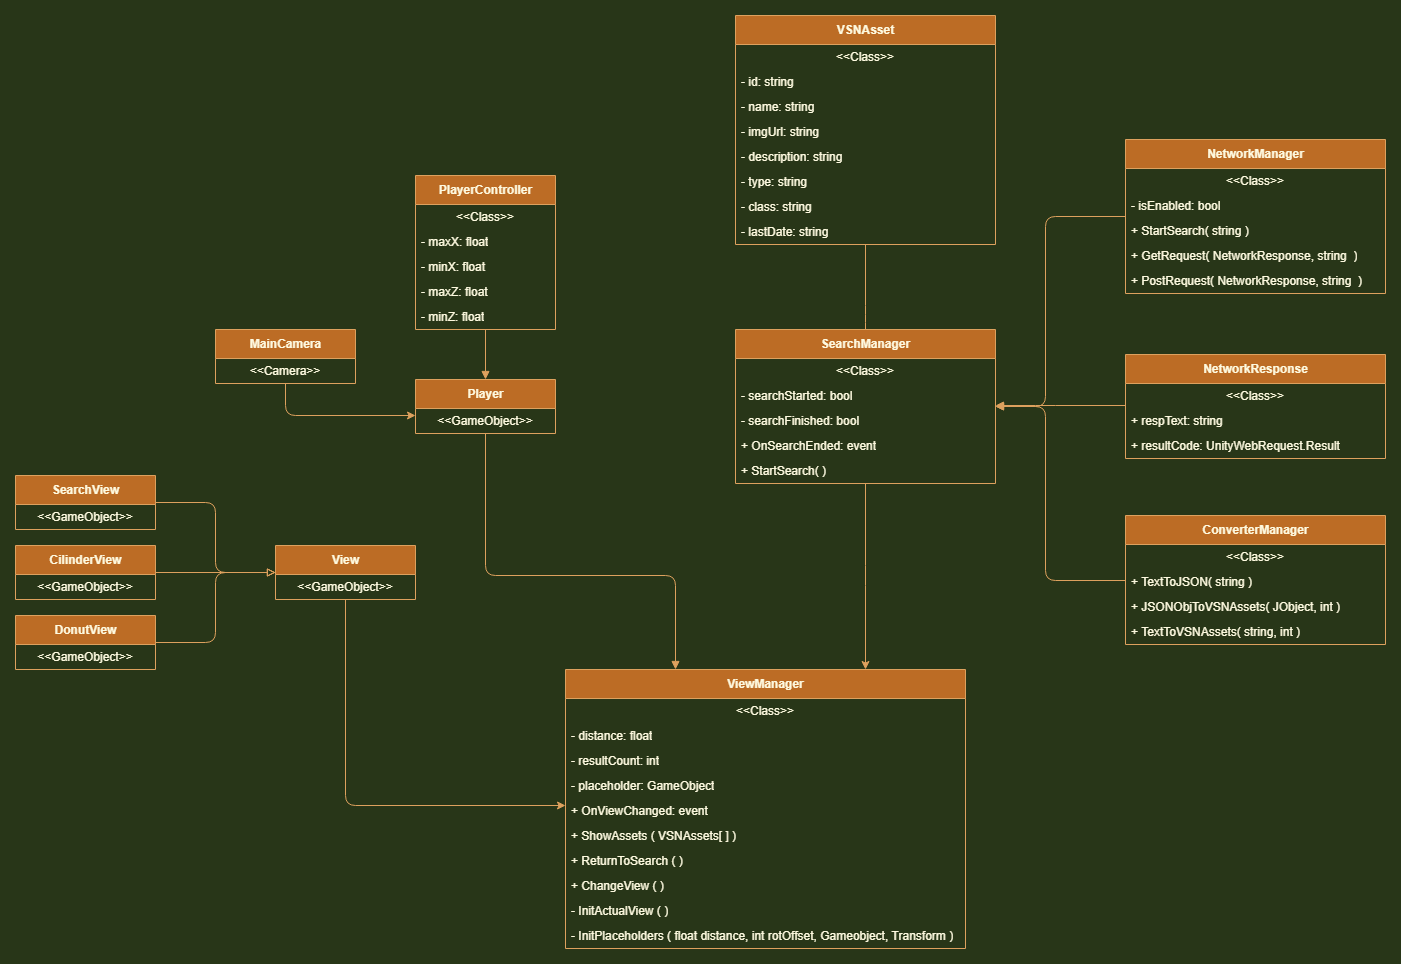 VSNAsset
<<Class>>
- id: string
- name: string
- imgUrl: string
- description: string
- type: string
- class: string
- lastDate: string
NetworkManager
<<Class>>
- isEnabled: bool
+ StartSearch( string )
+ GetRequest( NetworkResponse, string  )
+ PostRequest( NetworkResponse, string  )
PlayerController
<<Class>>
- maxX: float
- minX: float
- maxZ: float
- minZ: float
MainCamera
<<Camera>>
Player
<<GameObject>>
SearchManager
<<Class>>
- searchStarted: bool
- searchFinished: bool
+ OnSearchEnded: event
+ StartSearch( )
NetworkResponse
<<Class>>
+ respText: string
+ resultCode: UnityWebRequest.Result
SearchView
<<GameObject>>
CilinderView
<<GameObject>>
DonutView
<<GameObject>>
View
<<GameObject>>
ConverterManager
<<Class>>
+ TextToJSON( string )
+ JSONObjToVSNAssets( JObject, int )
+ TextToVSNAssets( string, int )
ViewManager
<<Class>>
- distance: float
- resultCount: int
- placeholder: GameObject
+ OnViewChanged: event
+ ShowAssets ( VSNAssets[ ] )
+ ReturnToSearch ( )
+ ChangeView ( )
- InitActualView ( )
- InitPlaceholders ( float distance, int rotOffset, Gameobject, Transform )